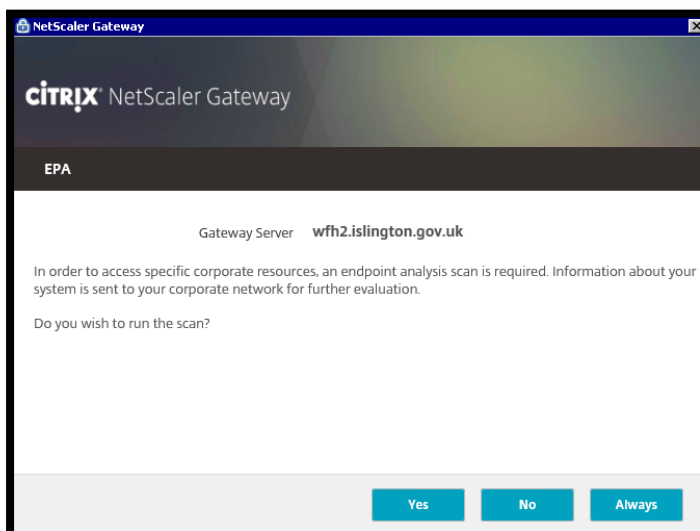 NetScaler Gateway
CITRIX NetScaler Gateway
EPA
Gateway Server wfh2.islington.gov.uk
In order to access specific corporate resources, an endpoint analysis scan is required. Information about your
system is sent to your corporate network for further evaluation.
Do you wish to run the scan?
Yes No Always